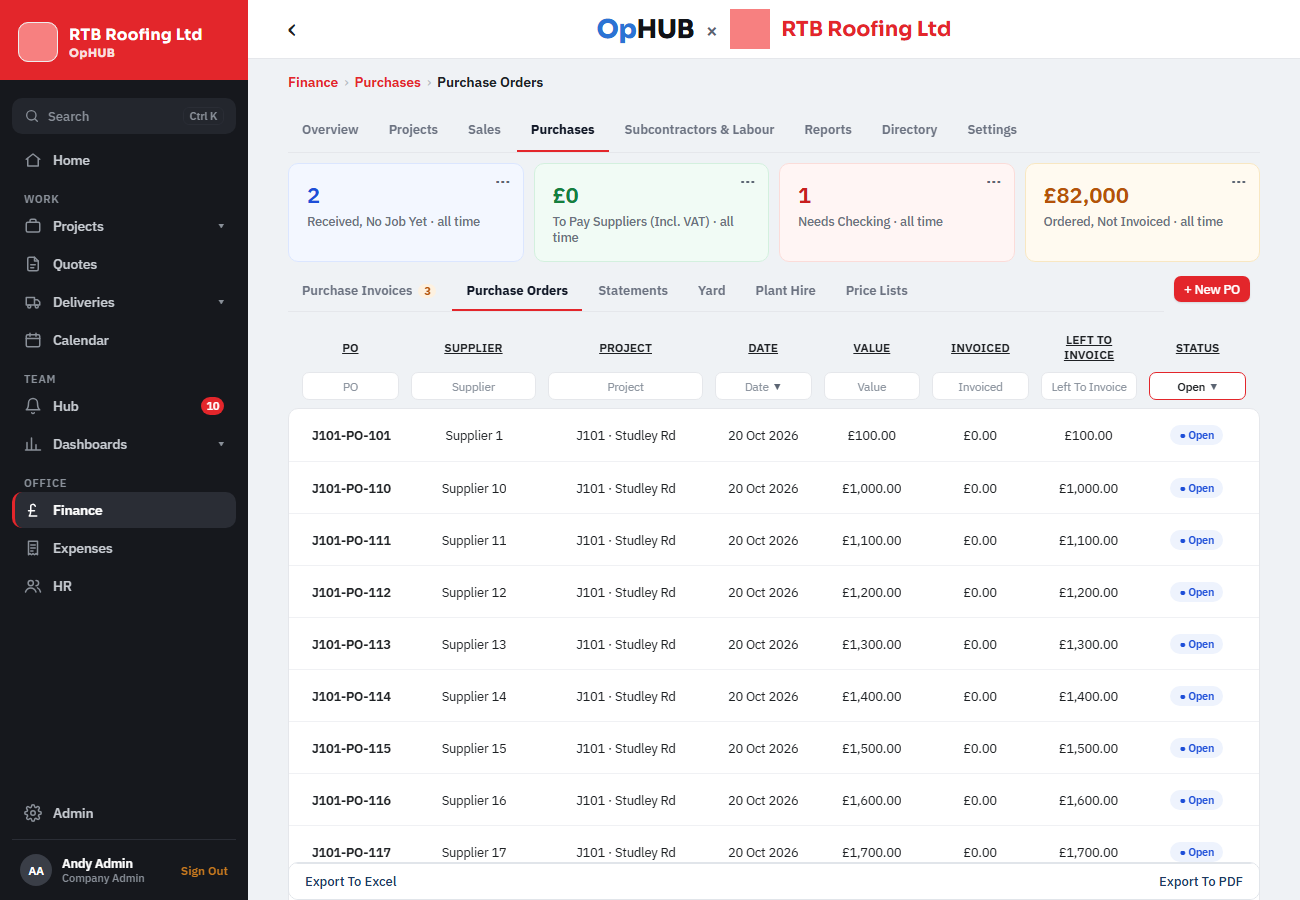 RTB Roofing Ltd
OpHUB
Search
Ctrl K
Home
WORK
Projects
Quotes
Deliveries
Calendar
TEAM
Hub
10
Dashboards
OFFICE
Finance
Expenses
HR
Admin
AA
Andy Admin
Company Admin
Sign Out
OpHUB × RTB Roofing Ltd
Finance › Purchases › Purchase Orders
Overview Projects Sales Purchases Subcontractors & Labour Reports Directory Settings
2
Received, No Job Yet · all time
£0
To Pay Suppliers (Incl. VAT) · all
time
1
Needs Checking · all time
£82,000
Ordered, Not Invoiced · all time
Purchase Invoices 3 Purchase Orders Statements Yard Plant Hire Price Lists
+ New PO
PO SUPPLIER PROJECT DATE VALUE INVOICED LEFT TO INVOICE STATUS
PO Supplier Project Date Value Invoiced Left To Invoice Open
J101-PO-101 Supplier 1 J101 · Studley Rd 20 Oct 2026 £100.00 £0.00 £100.00 Open
J101-PO-110 Supplier 10 J101 · Studley Rd 20 Oct 2026 £1,000.00 £0.00 £1,000.00 Open
J101-PO-111 Supplier 11 J101 · Studley Rd 20 Oct 2026 £1,100.00 £0.00 £1,100.00 Open
J101-PO-112 Supplier 12 J101 · Studley Rd 20 Oct 2026 £1,200.00 £0.00 £1,200.00 Open
J101-PO-113 Supplier 13 J101 · Studley Rd 20 Oct 2026 £1,300.00 £0.00 £1,300.00 Open
J101-PO-114 Supplier 14 J101 · Studley Rd 20 Oct 2026 £1,400.00 £0.00 £1,400.00 Open
J101-PO-115 Supplier 15 J101 · Studley Rd 20 Oct 2026 £1,500.00 £0.00 £1,500.00 Open
J101-PO-116 Supplier 16 J101 · Studley Rd 20 Oct 2026 £1,600.00 £0.00 £1,600.00 Open
J101-PO-117 Supplier 17 J101 · Studley Rd 20 Oct 2026 £1,700.00 £0.00 £1,700.00 Open
Export To Excel
Export To PDF